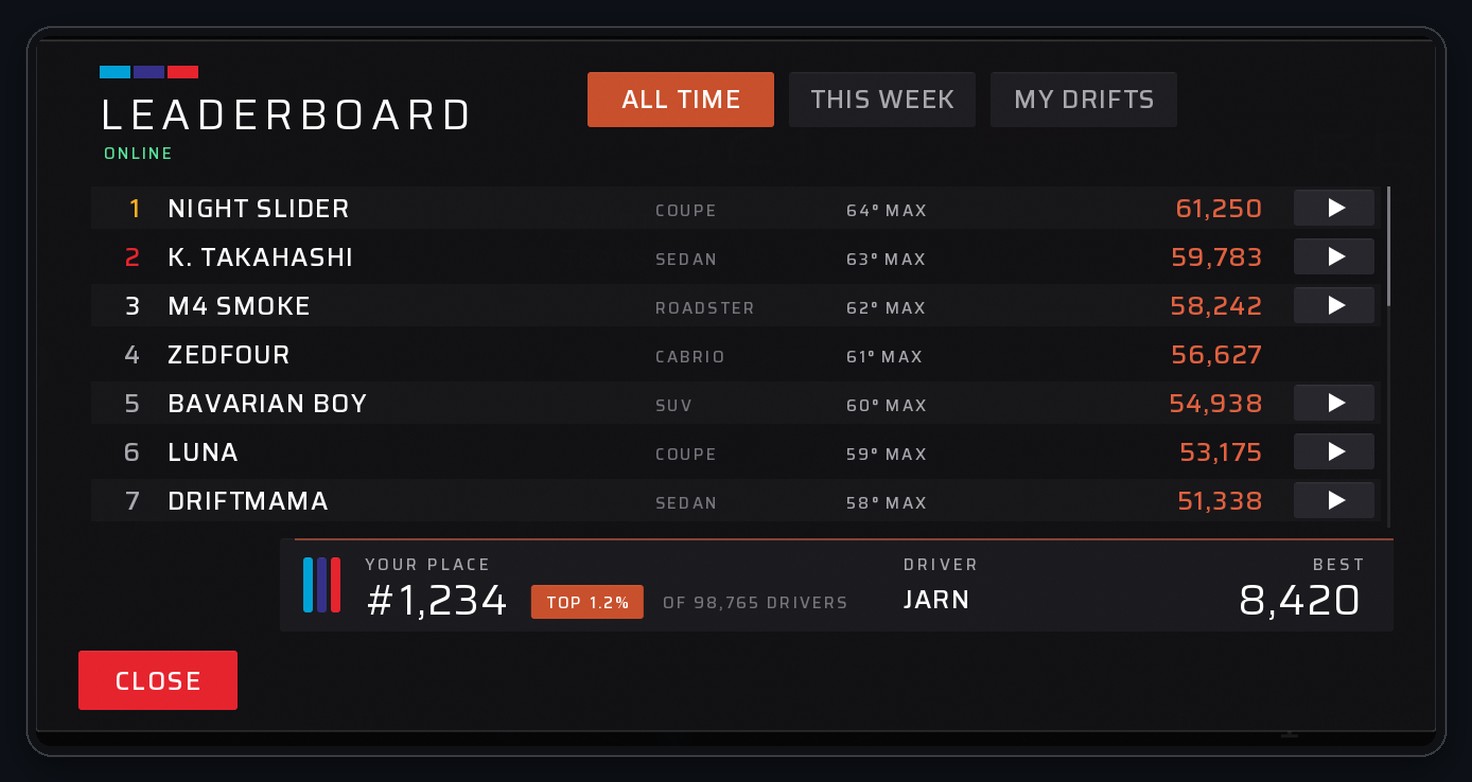 LEADERBOARD
ONLINE
ALL TIME THIS WEEK MY DRIFTS
1 NIGHT SLIDER COUPE 64° MAX 61,250
2 K. TAKAHASHI SEDAN 63° MAX 59,783
3 M4 SMOKE ROADSTER 62° MAX 58,242
4 ZEDFOUR CABRIO 61° MAX 56,627
5 BAVARIAN BOY SUV 60° MAX 54,938
6 LUNA COUPE 59° MAX 53,175
7 DRIFTMAMA SEDAN 58° MAX 51,338
YOUR PLACE DRIVER BEST
#1,234 TOP 1.2% OF 98,765 DRIVERS JARN 8,420
CLOSE